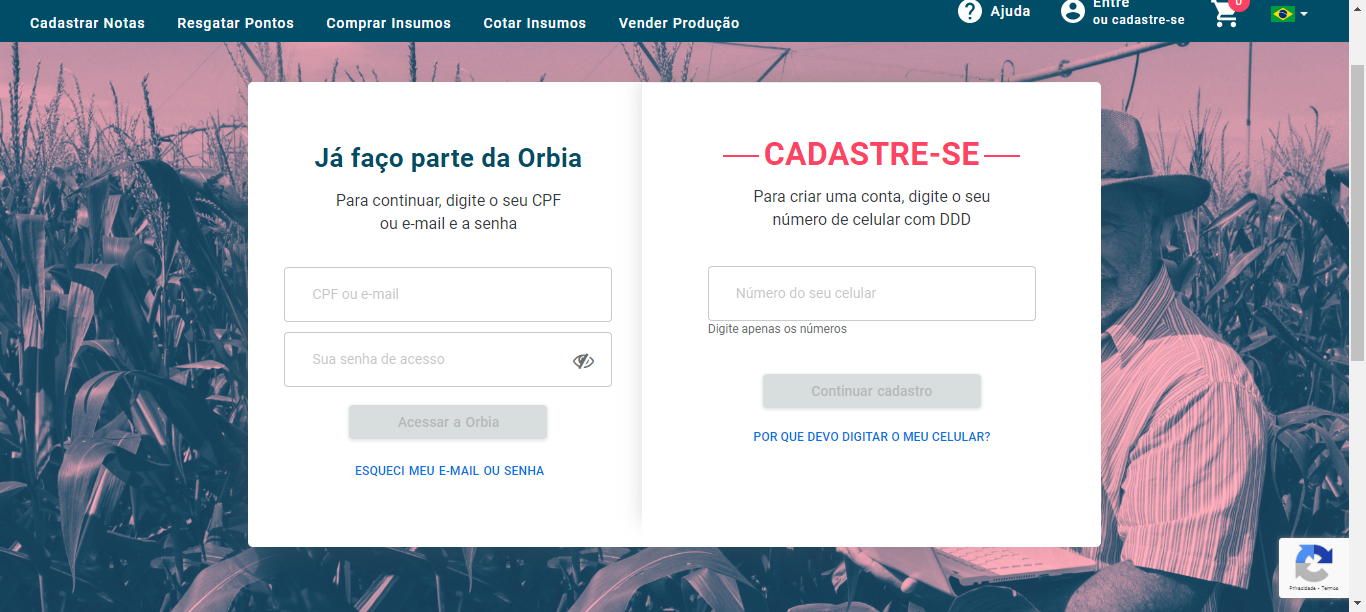 Cadastrar Notas
Resgatar Pontos
Comprar Insumos
Cotar Insumos
Vender Produção
Ajuda
Entre
ou cadastre-se
0
Já faço parte da Orbia
Para continuar, digite o seu CPF
ou e-mail e a senha
CPF ou e-mail
Sua senha de acesso
Acessar a Orbia
ESQUECI MEU E-MAIL OU SENHA
CADASTRE-SE
Para criar uma conta, digite o seu
número de celular com DDD
Número do seu celular
Digite apenas os números
Continuar cadastro
POR QUE DEVO DIGITAR O MEU CELULAR?
Privacidade - Termos